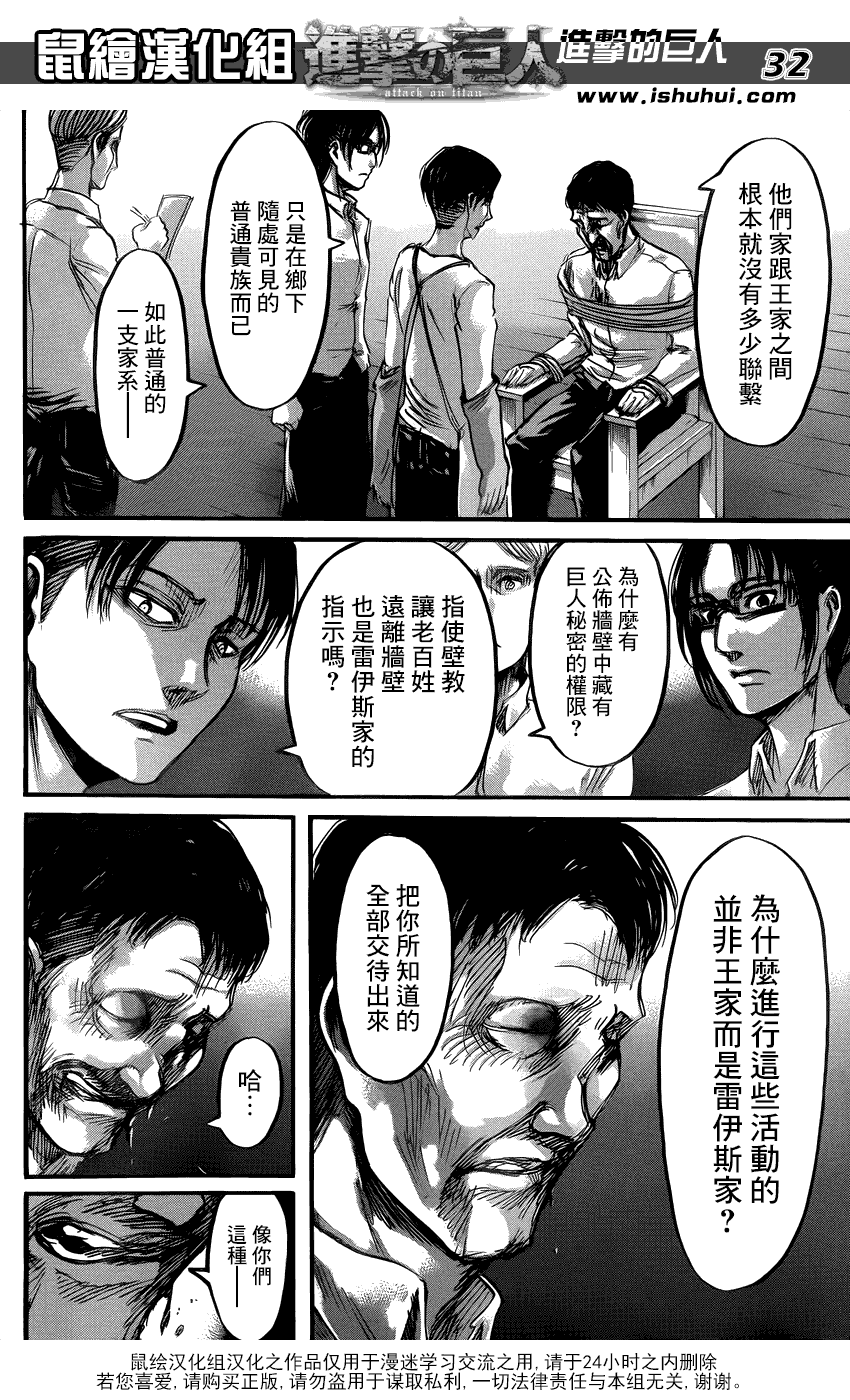 鼠繪漢化組
進擊の巨人
attack on titan
進擊的巨人
32
www.ishuhui.com
他們家跟王家之間
根本就沒有多少聯繫
只是在鄉下
隨處可見的
普通貴族而已
如此普通的
一支家系——
為什麼有
公佈牆壁中藏有
巨人秘密的權限？
指使壁教
讓老百姓
遠離牆壁
也是雷伊斯家的
指示嗎？
為什麼進行這些活動的
並非王家而是雷伊斯家？
把你所知道的
全部交待出來
哈…
像你們
這種——
鼠绘汉化组汉化之作品仅用于漫迷学习交流之用, 请于24小时之内删除
若您喜爱, 请购买正版, 请勿盗用于谋取私利, 一切法律责任与本组无关, 谢谢.